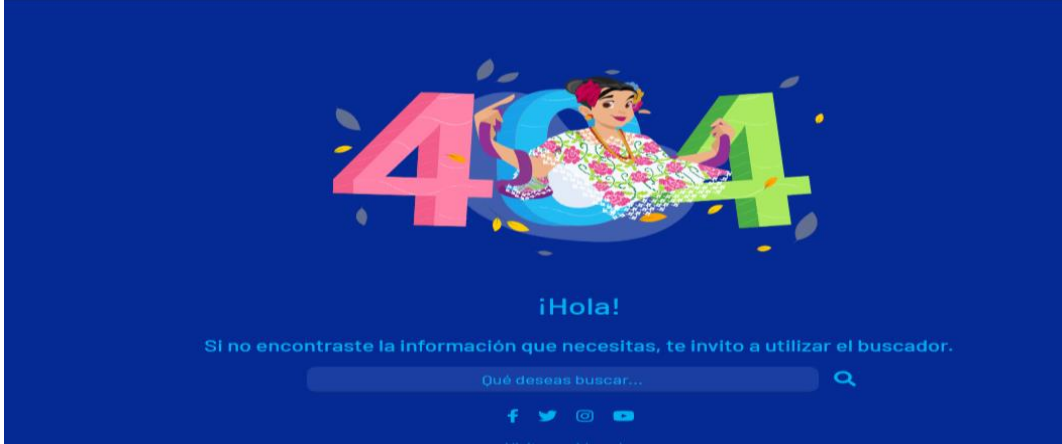 404
¡Hola!
Si no encontraste la información que necesitas, te invito a utilizar el buscador.
Qué deseas buscar...